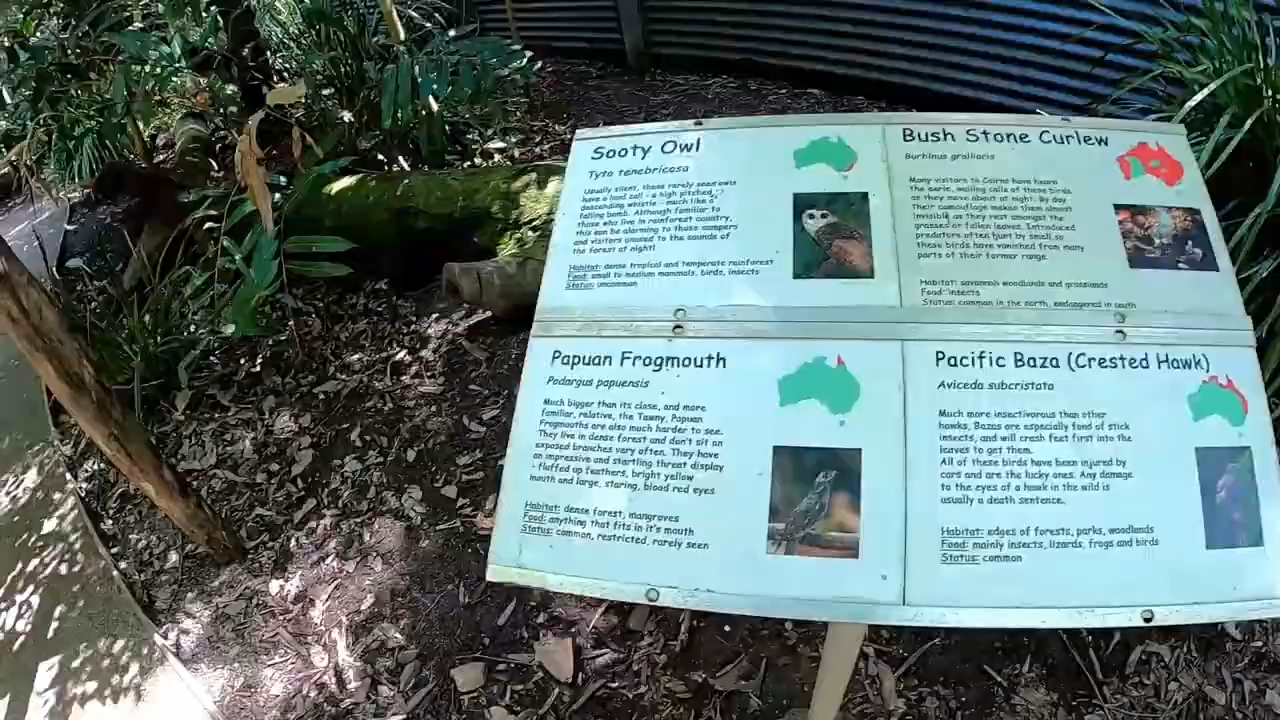 Sooty Owl
Tyto tenebricosa
Usually silent, these rarely seen owls
have a loud call - a high pitched,
descending whistle - much like a
falling bomb. Although familiar to
those who live in rainforest country,
this can be alarming to those campers
and visitors unused to the sounds of
the forest at night!
Habitat: dense tropical and temperate rainforest
Food: small to medium mammals, birds, insects
Status: uncommon
Bush Stone Curlew
Burhinus gralliacis
Many visitors to Cairns have heard
the eerie, wailing calls of these birds
as they move about at night. By day
their camouflage makes them almost
invisible as they rest amongst the
grasses or fallen leaves. Introduced
predators often hunt by smell so
these birds have vanished from many
parts of their former range.
Habitat: savannah woodlands and grasslands
Food: insects
Status: common in the north, endangered in south
Papuan Frogmouth
Podargus papuensis
Much bigger than its close, and more
familiar, relative, the Tawny, Papuan
Frogmouths are also much harder to see.
They live in dense forest and don't sit on
exposed branches very often. They have
an impressive and startling threat display
- fluffed up feathers, bright yellow
mouth and large, staring, blood red eyes
Habitat: dense forest, mangroves
Food: anything that fits in it's mouth
Status: common, restricted, rarely seen
Pacific Baza (Crested Hawk)
Aviceda subcristata
Much more insectivorous than other
hawks, Bazas are especially fond of stick
insects, and will crash feet first into the
leaves to get them.
All of these birds have been injured by
cars and are the lucky ones. Any damage
to the eyes of a hawk in the wild is
usually a death sentence.
Habitat: edges of forests, parks, woodlands
Food: mainly insects, lizards, frogs and birds
Status: common